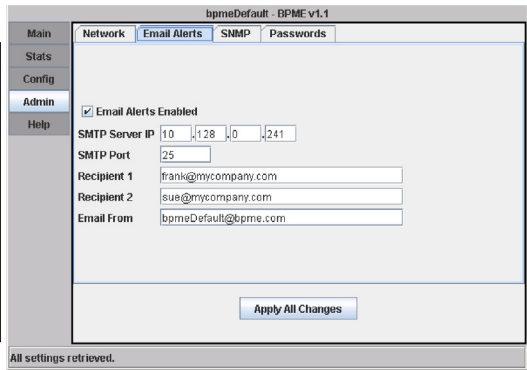 bpmeDefault - BPME v1.1
Main
Stats
Config
Admin
Help
Network Email Alerts SNMP Passwords
Email Alerts Enabled
SMTP Server IP 10 .128 .0 .241
SMTP Port 25
Recipient 1 frank@mycompany.com
Recipient 2 sue@mycompany.com
Email From bpmeDefault@bpme.com
Apply All Changes
All settings retrieved.